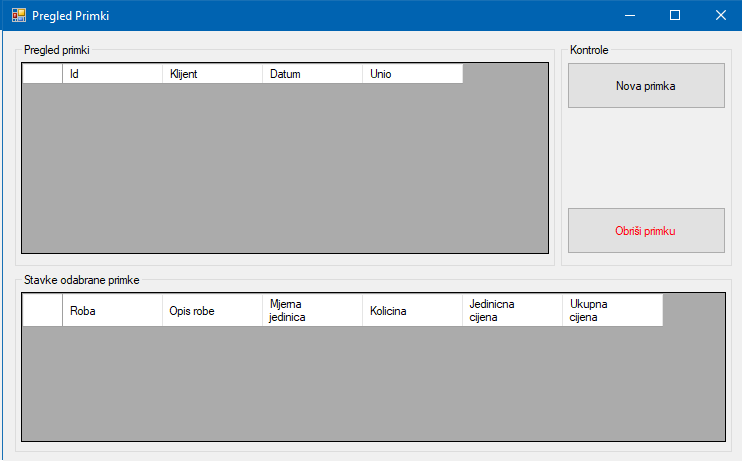 Pregled Primki
Pregled primki
Kontrole
Id Klijent Datum Unio
Nova primka
Obriši primku
Stavke odabrane primke
Roba Opis robe Mjerna jedinica Kolicina Jedinicna cijena Ukupna cijena